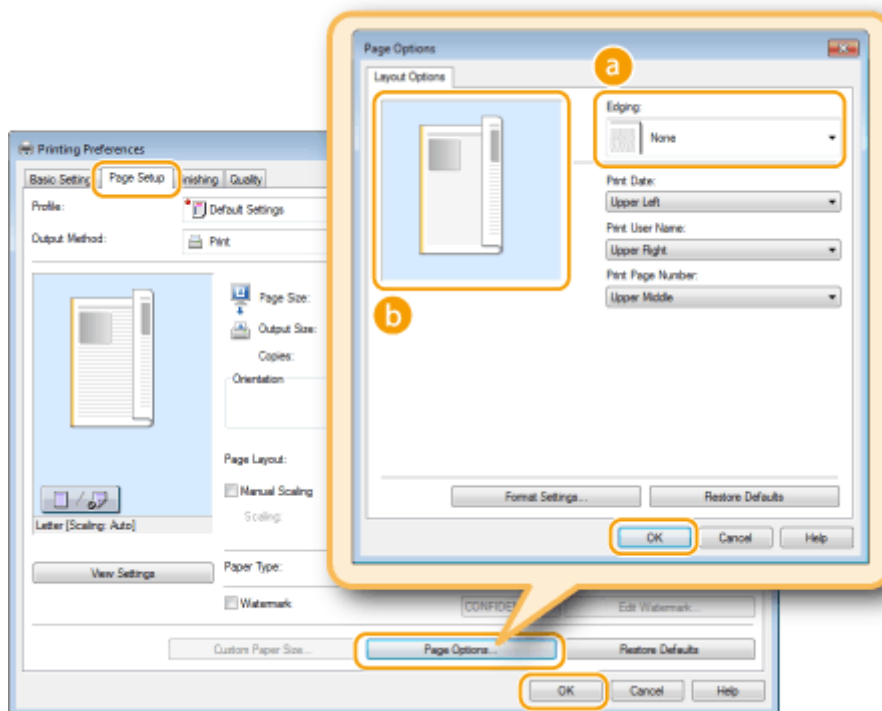 Page Options
Layout Options
a
Edging:
None
Print Date:
Upper Left
Print User Name:
Upper Right
Print Page Number:
Upper Middle
b
Format Settings...
Restore Defaults
OK
Cancel
Help
Printing Preferences
Basic Setting
Page Setup
inishing
Quality
Profile:
Default Settings
Output Method:
Print
Page Size:
Output Size:
Copies:
Orientation
Page Layout:
Manual Scaling
Scaling:
Letter [Scaling: Auto]
View Settings
Paper Type:
Watermark
CONFIDEN
Edit Watermark...
Custom Paper Size...
Page Options...
Restore Defaults
OK
Cancel
Help